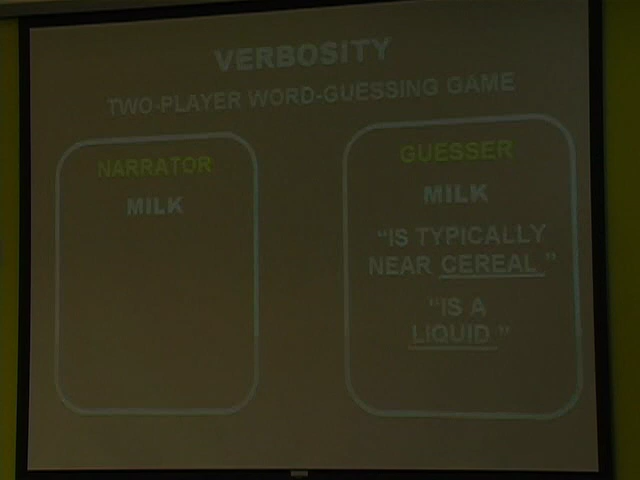 VERBOSITY
TWO-PLAYER WORD-GUESSING GAME
NARRATOR
MILK
GUESSER
MILK
"IS TYPICALLY
NEAR CEREAL"
"IS A
LIQUID"